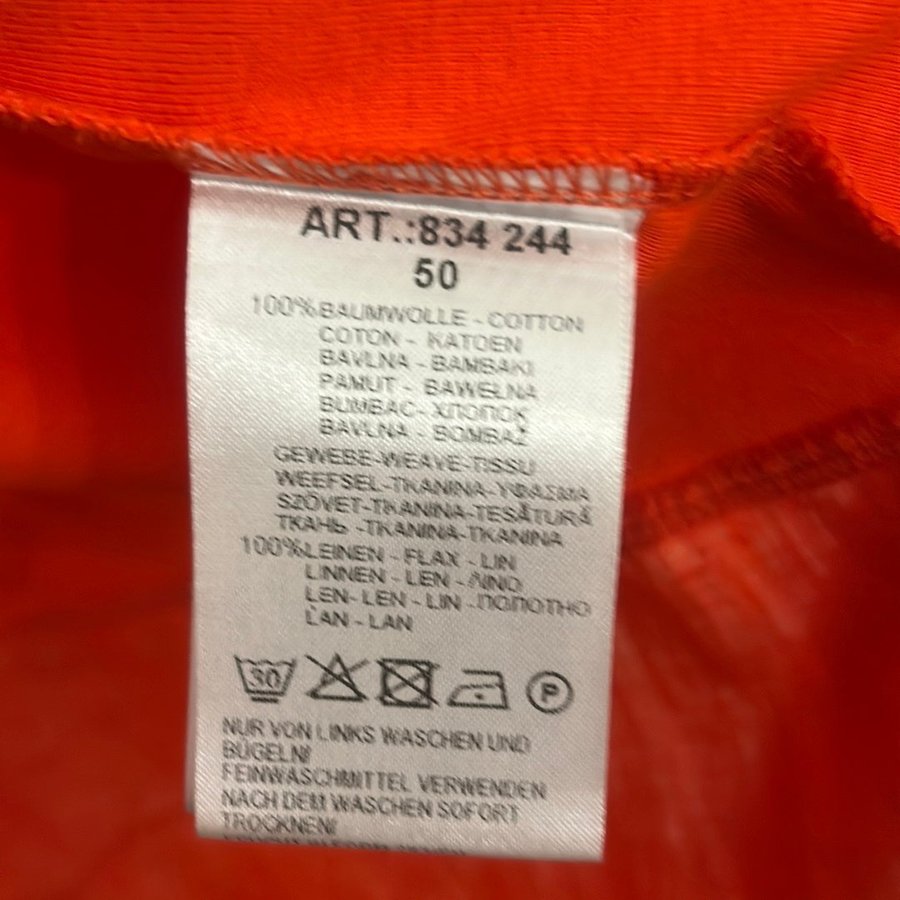 ART.:834 244
50
100%BAUMWOLLE - COTTON
COTON - KATOEN
BAVLNA - BAMBAKI
PAMUT - BAWEŁNA
BUMBAC- ХЛОПОК
BAVLNA - BOMBAŽ
GEWEBE-WEAVE-TISSU
WEEFSEL-TKANINA-ΥΦΑΣΜΑ
SZÖVET-TKANINA-TESĂTURĂ
ТКАНЬ -TKANINA-TKANINA
100%LEINEN - FLAX - LIN
LINNEN - LEN - ΛΙΝΟ
LEN- LEN - LIN -ПОЛОТНО
ĽAN - LAN
30
P
NUR VON LINKS WASCHEN UND
BÜGELN!
FEINWASCHMITTEL VERWENDEN
NACH DEM WASCHEN SOFORT
TROCKNEN!